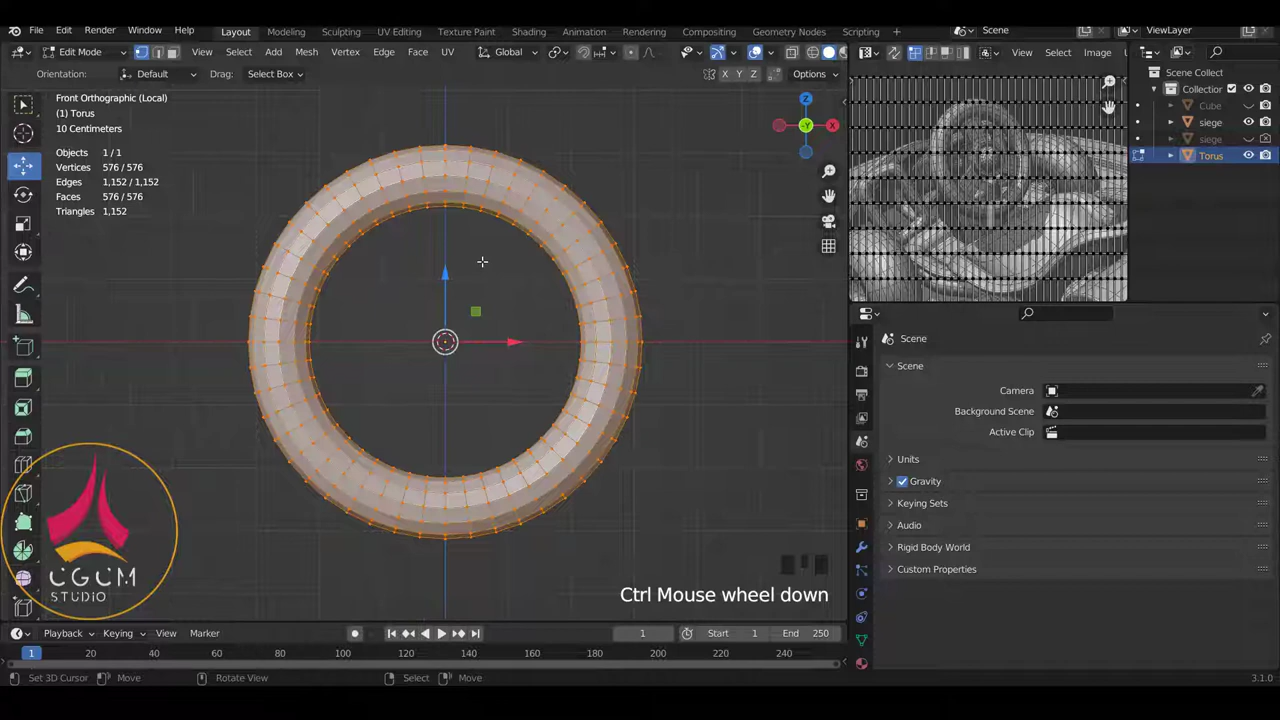 File Edit Render Window Help Layout Modeling Sculpting UV Editing Texture Paint Shading Animation Rendering Compositing Geometry Nodes Scripting + Scene ViewLayer
Edit Mode View Select Add Mesh Vertex Edge Face UV Global View Select Image
Orientation: Default Drag: Select Box X Y Z Options
Scene Collect
Collection
Cube
siege
siege
Torus
Front Orthographic (Local)
(1) Torus
10 Centimeters
Objects 1/1
Vertices 576/576
Edges 1,152/1,152
Faces 576/576
Triangles 1,152
Z
-Y
X
Scene
Scene
Camera
Background Scene
Active Clip
Units
Gravity
Keying Sets
Audio
Rigid Body World
Custom Properties
CGCM
STUDIO
Ctrl Mouse wheel down
Playback Keying View Marker 1 Start 1 End 250
1 20 40 60 80 100 120 140 160 180 200 220 240
Set 3D Cursor Move Rotate View Select Move 3.1.0